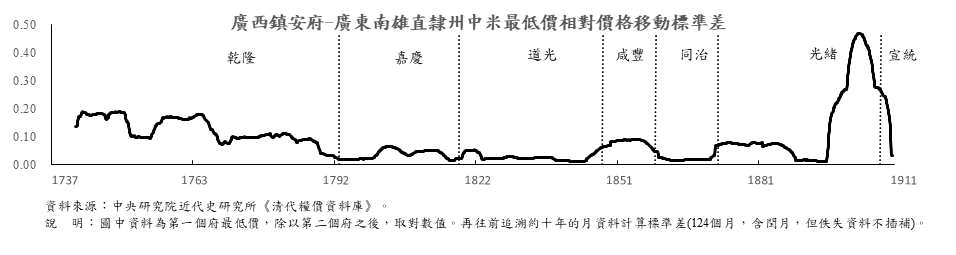 廣西鎮安府-廣東南雄直隸州中米最低價相對價格移動標準差
0.50
0.40
0.30
0.20
0.10
0.00
乾隆
嘉慶
道光
咸豐
同治
光緒
宣統
1737
1763
1792
1822
1851
1881
1911
資料來源：中央研究院近代史研究所《清代糧價資料庫》。
說　明：圖中資料為第一個府最低價，除以第二個府之後，取對數值。再往前追溯約十年的月資料計算標準差(124個月，含閏月，但佚失資料不插補)。